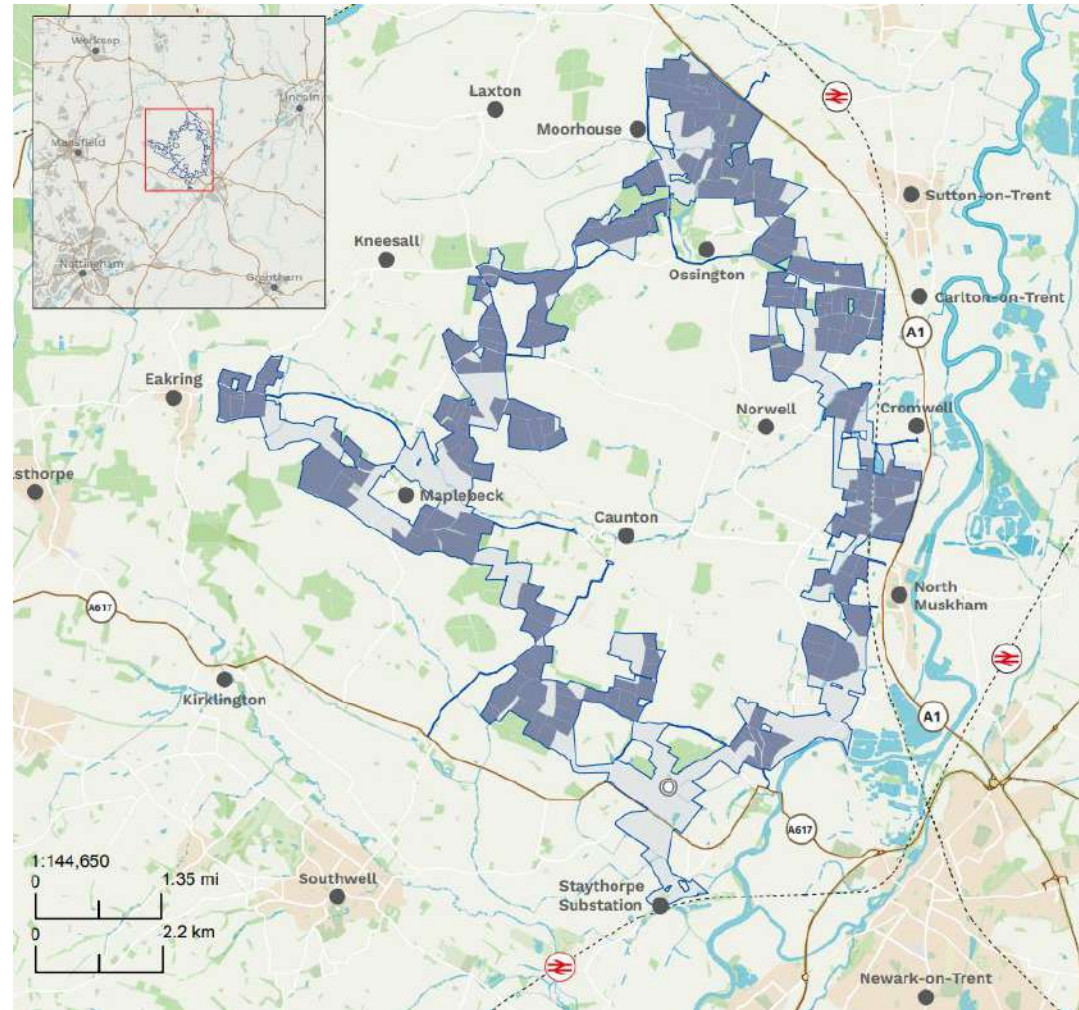 Worksop
Lincoln
Mansfield
Nottingham
Grantham
Laxton
Moorhouse
Sutton-on-Trent
Kneesall
Ossington
Carlton-on-Trent
A1
Eakring
Norwell
Cromwell
sthorpe
Maplebeck
Caunton
A617
North
Muskham
Kirklington
A1
A617
1:144,650
0
1.35 mi
0
2.2 km
Southwell
Staythorpe
Substation
Newark-on-Trent